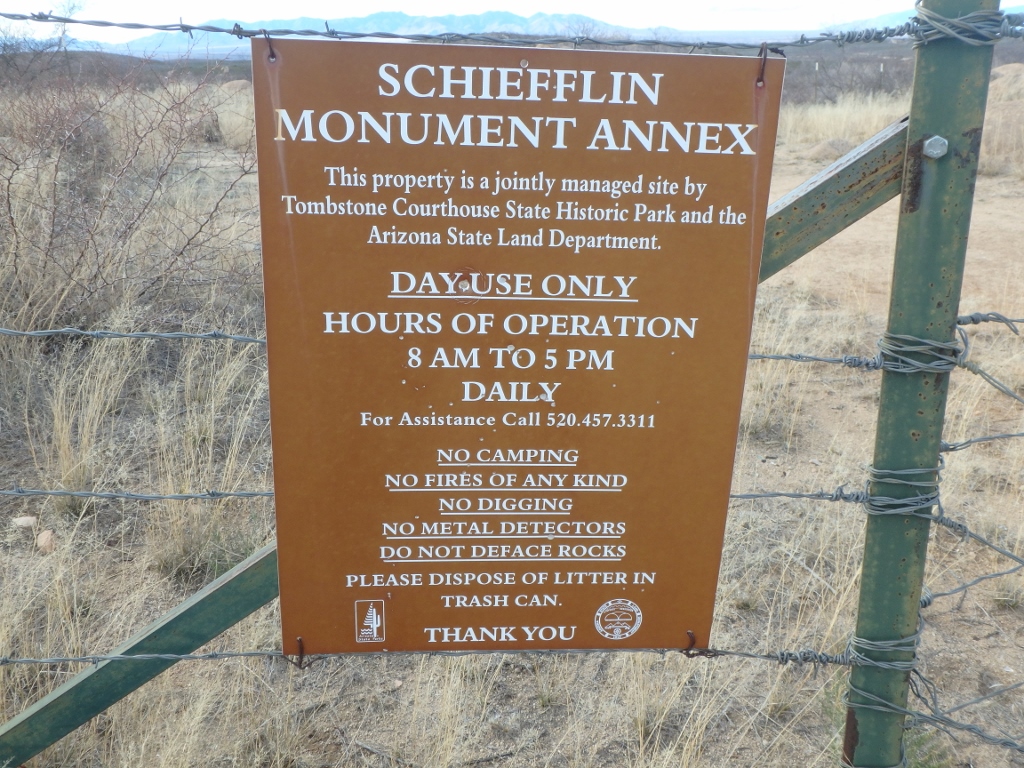 SCHIEFFLIN
MONUMENT ANNEX
This property is a jointly managed site by
Tombstone Courthouse State Historic Park and the
Arizona State Land Department.
DAY USE ONLY
HOURS OF OPERATION
8 AM TO 5 PM
DAILY
For Assistance Call 520.457.3311
NO CAMPING
NO FIRES OF ANY KIND
NO DIGGING
NO METAL DETECTORS
DO NOT DEFACE ROCKS
PLEASE DISPOSE OF LITTER IN
TRASH CAN.
THANK YOU